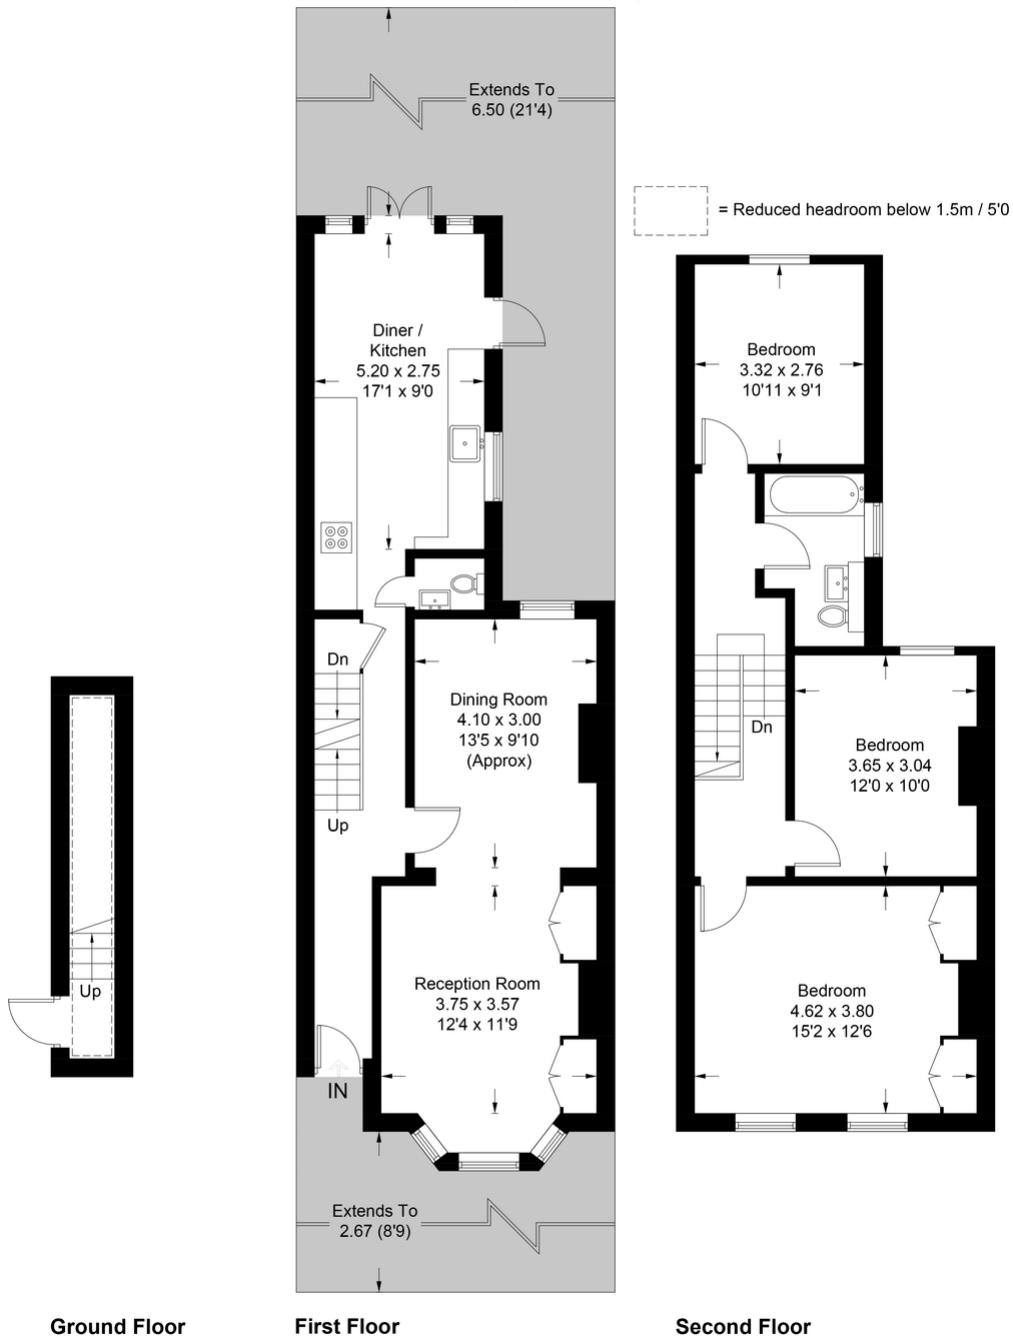 Extends To
6.50 (21'4)
= Reduced headroom below 1.5m / 5'0
Diner /
Kitchen
5.20 x 2.75
17'1 x 9'0
Bedroom
3.32 x 2.76
10'11 x 9'1
Dn
Up
Dining Room
4.10 x 3.00
13'5 x 9'10
(Approx)
Dn
Bedroom
3.65 x 3.04
12'0 x 10'0
Up
Reception Room
3.75 x 3.57
12'4 x 11'9
Bedroom
4.62 x 3.80
15'2 x 12'6
IN
Extends To
2.67 (8'9)
Ground Floor
First Floor
Second Floor